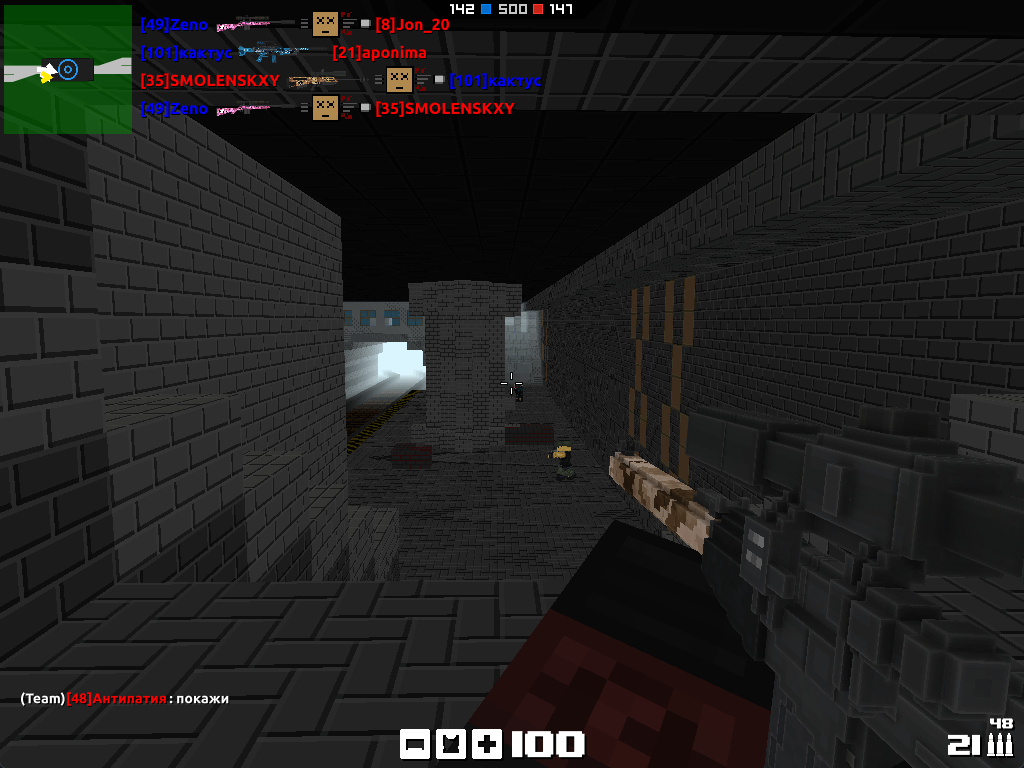 142 500 147
[49]Zeno [8]Jon_20
[101]кактус [21]aponima
[35]SMOLENSKXY [101]кактус
[49]Zeno [35]SMOLENSKXY
(Team)[48]Антипатия : покажи
100
48
21